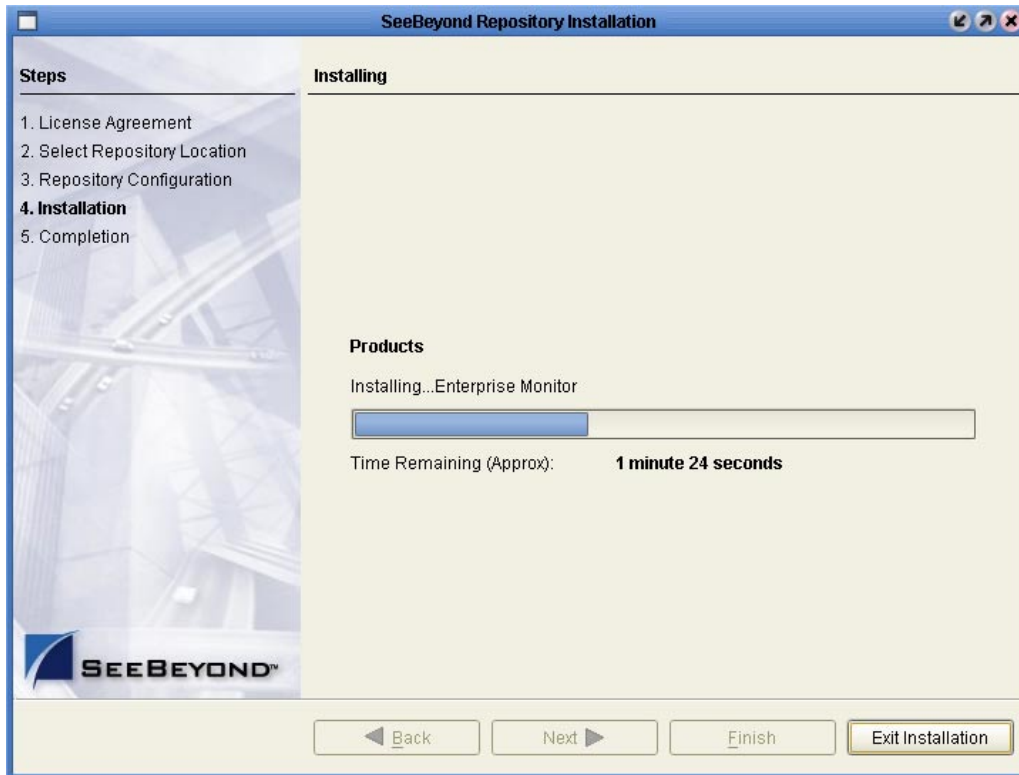 SeeBeyond Repository Installation
Steps
1. License Agreement
2. Select Repository Location
3. Repository Configuration
4. Installation
5. Completion
SEEBEYOND™
Installing
Products
Installing...Enterprise Monitor
Time Remaining (Approx): 1 minute 24 seconds
Back Next Finish Exit Installation